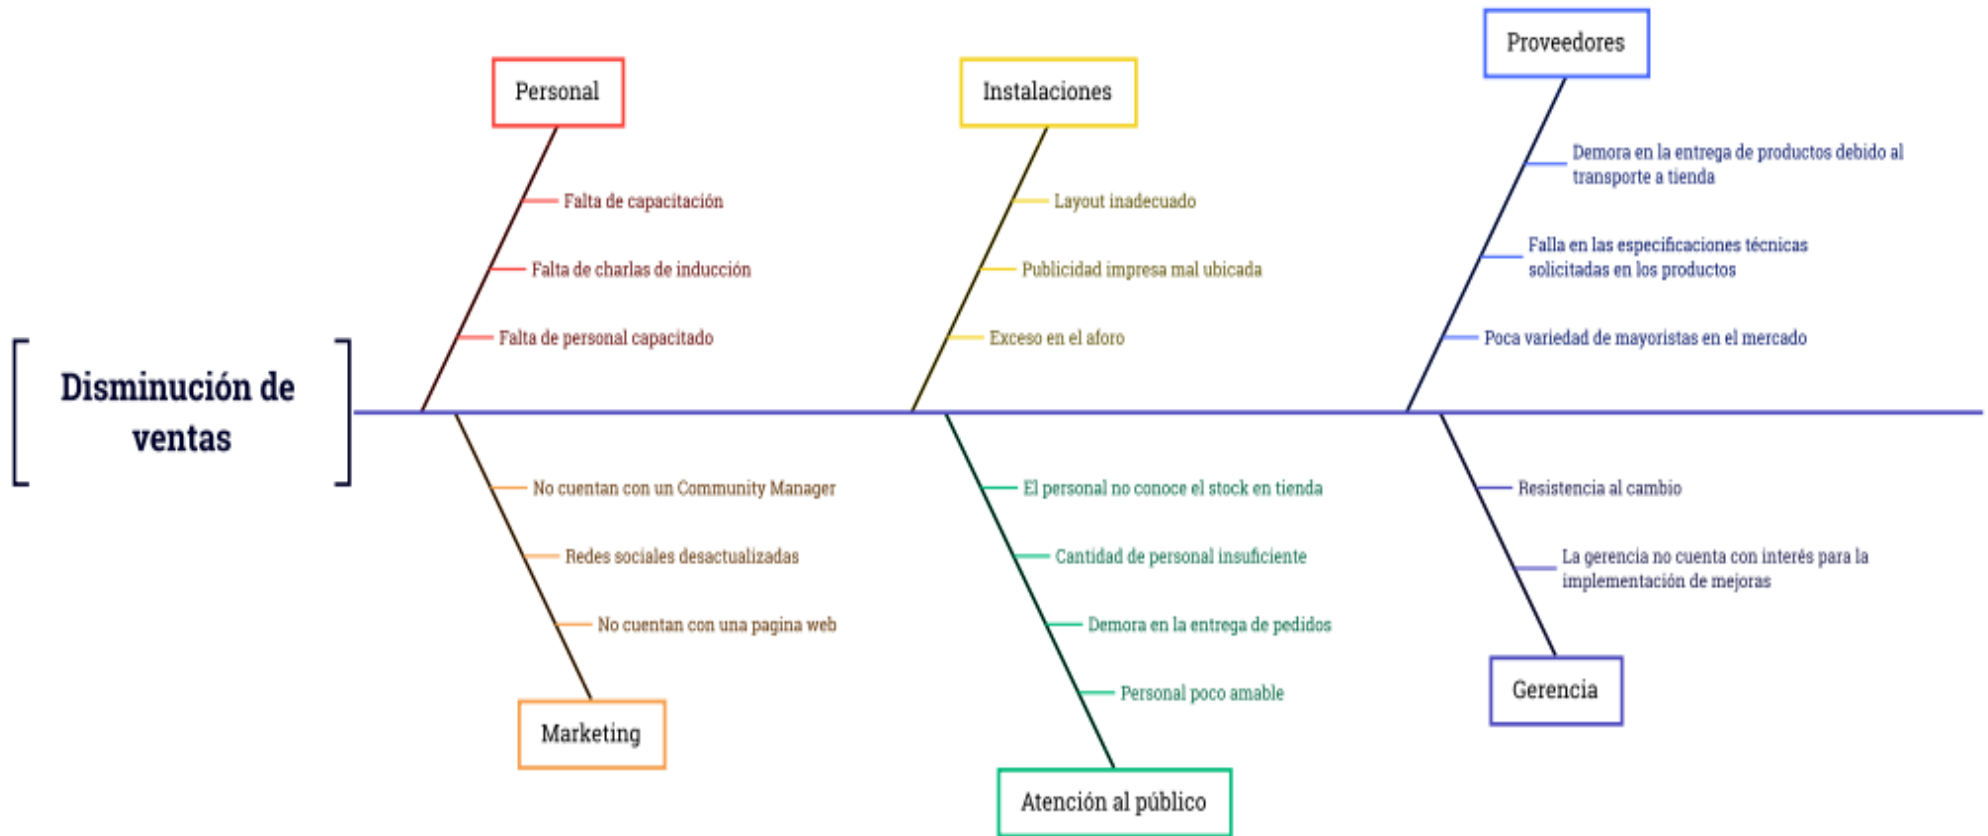 Disminución de
ventas
Personal
Falta de capacitación
Falta de charlas de inducción
Falta de personal capacitado
Instalaciones
Layout inadecuado
Publicidad impresa mal ubicada
Exceso en el aforo
Proveedores
Demora en la entrega de productos debido al
transporte a tienda
Falla en las especificaciones técnicas
solicitadas en los productos
Poca variedad de mayoristas en el mercado
No cuentan con un Community Manager
Redes sociales desactualizadas
No cuentan con una pagina web
Marketing
El personal no conoce el stock en tienda
Cantidad de personal insuficiente
Demora en la entrega de pedidos
Personal poco amable
Atención al público
Resistencia al cambio
La gerencia no cuenta con interés para la
implementación de mejoras
Gerencia